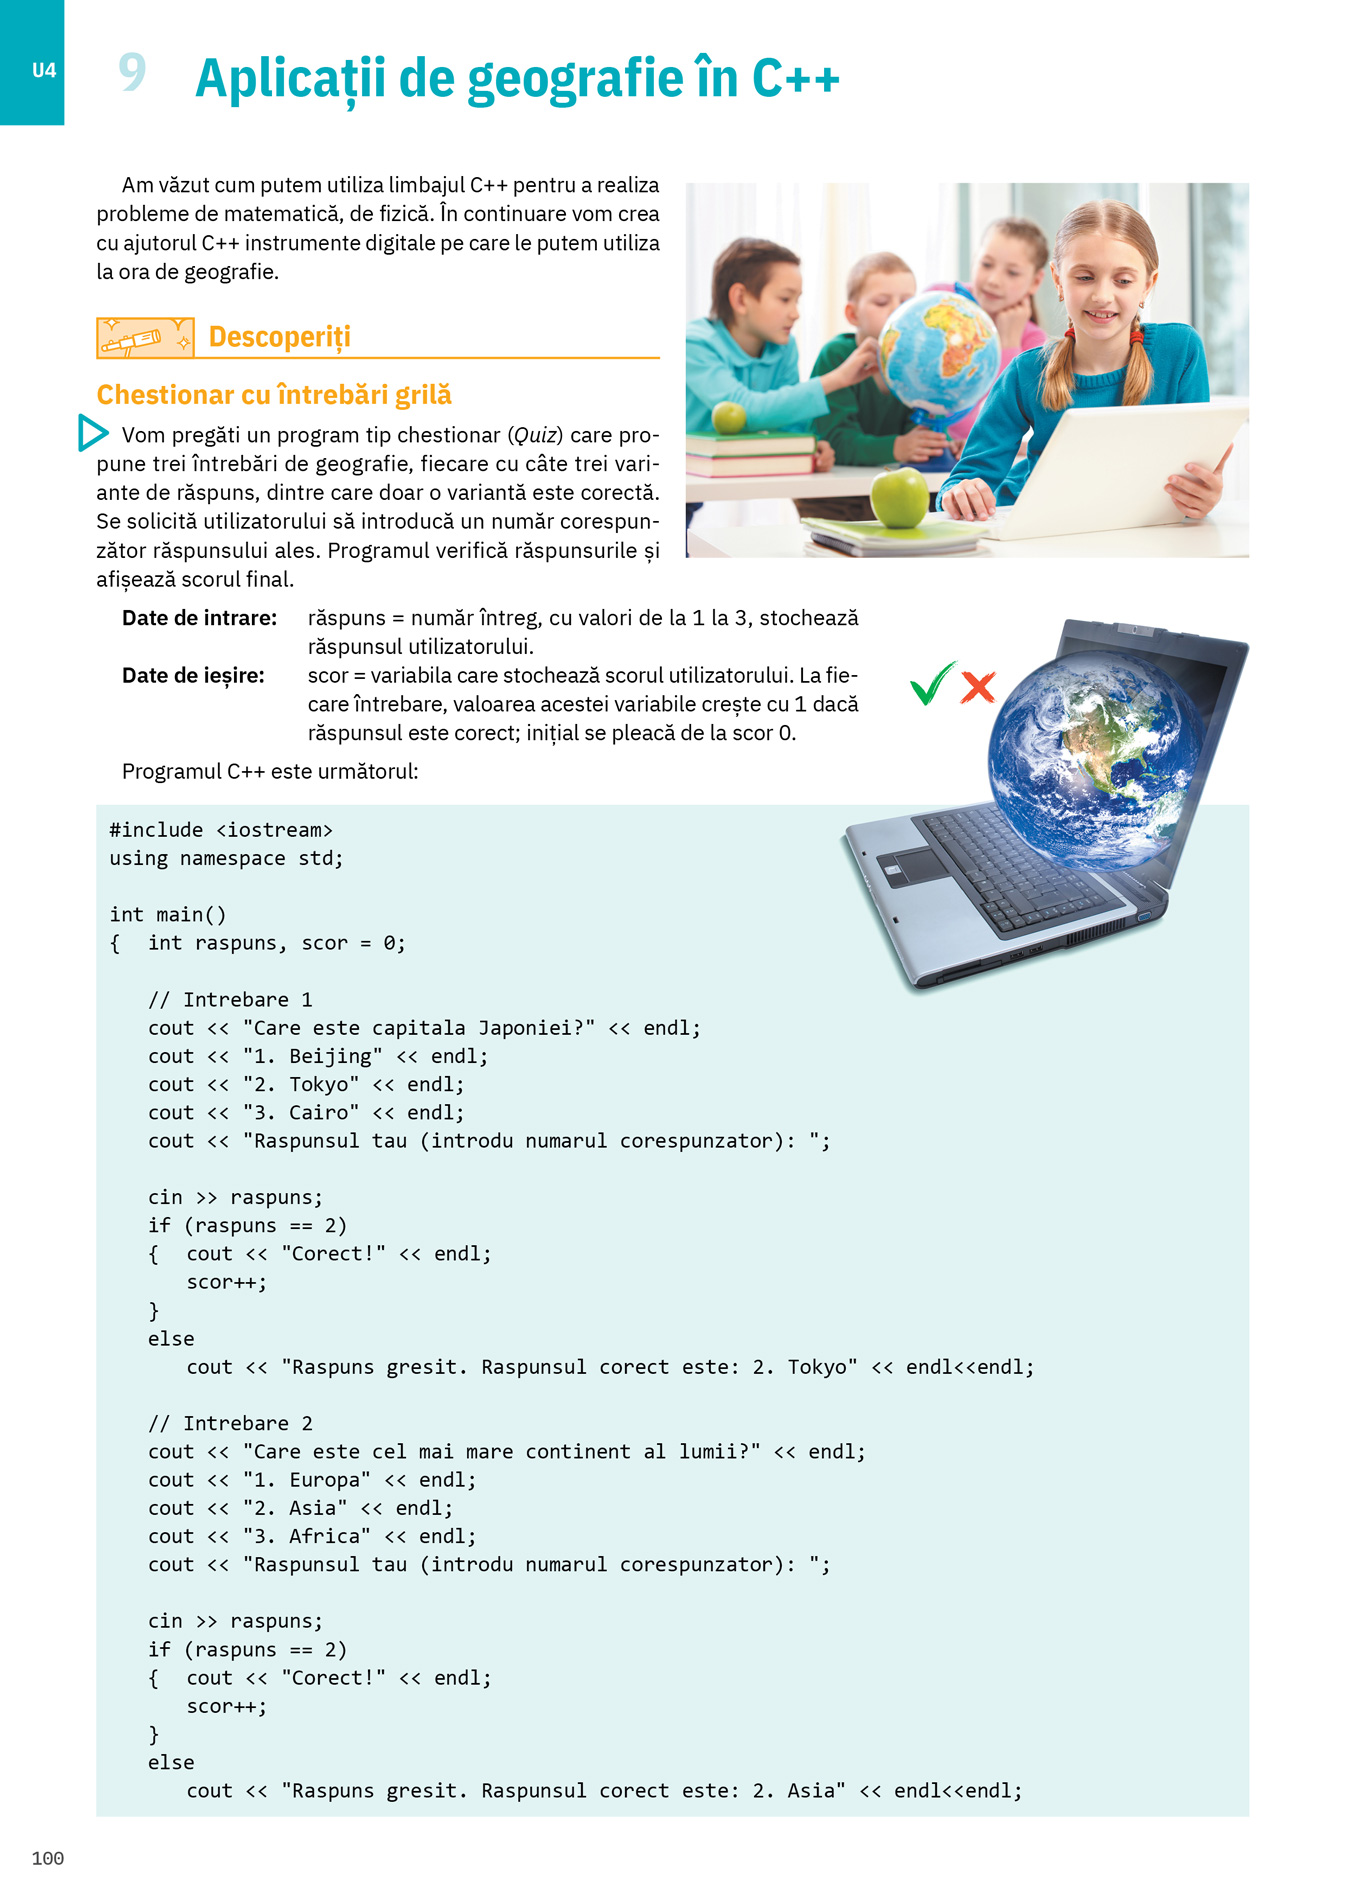 U4
9 Aplicații de geografie în C++
Am văzut cum putem utiliza limbajul C++ pentru a realiza
probleme de matematică, de fizică. În continuare vom crea
cu ajutorul C++ instrumente digitale pe care le putem utiliza
la ora de geografie.
Descoperiți
Chestionar cu întrebări grilă
Vom pregăti un program tip chestionar (Quiz) care pro-
pune trei întrebări de geografie, fiecare cu câte trei vari-
ante de răspuns, dintre care doar o variantă este corectă.
Se solicită utilizatorului să introducă un număr corespun-
zător răspunsului ales. Programul verifică răspunsurile și
afișează scorul final.
Date de intrare: răspuns = număr întreg, cu valori de la 1 la 3, stochează
răspunsul utilizatorului.
Date de ieșire: scor = variabila care stochează scorul utilizatorului. La fie-
care întrebare, valoarea acestei variabile crește cu 1 dacă
răspunsul este corect; inițial se pleacă de la scor 0.
Programul C++ este următorul:
#include <iostream>
using namespace std;
int main()
{ int raspuns, scor = 0;
// Intrebare 1
cout << "Care este capitala Japoniei?" << endl;
cout << "1. Beijing" << endl;
cout << "2. Tokyo" << endl;
cout << "3. Cairo" << endl;
cout << "Raspunsul tau (introdu numarul corespunzator): ";
cin >> raspuns;
if (raspuns == 2)
{ cout << "Corect!" << endl;
scor++;
}
else
cout << "Raspuns gresit. Raspunsul corect este: 2. Tokyo" << endl<<endl;
// Intrebare 2
cout << "Care este cel mai mare continent al lumii?" << endl;
cout << "1. Europa" << endl;
cout << "2. Asia" << endl;
cout << "3. Africa" << endl;
cout << "Raspunsul tau (introdu numarul corespunzator): ";
cin >> raspuns;
if (raspuns == 2)
{ cout << "Corect!" << endl;
scor++;
}
else
cout << "Raspuns gresit. Raspunsul corect este: 2. Asia" << endl<<endl;
100